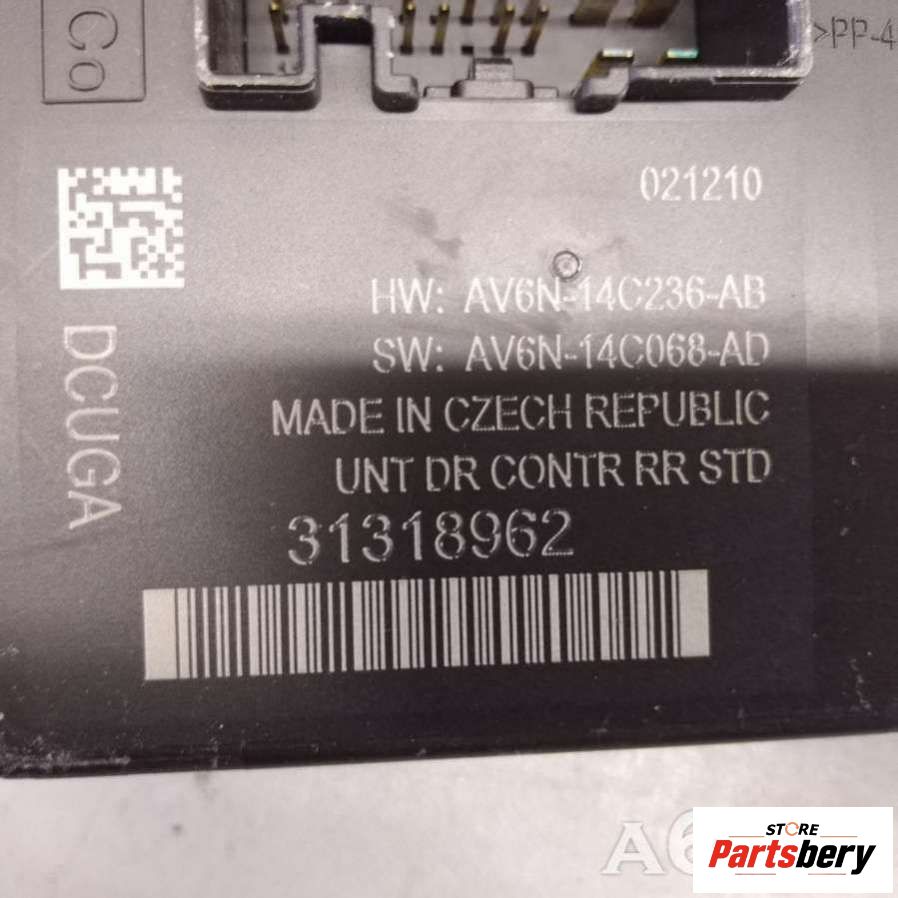 Co
>PP-4
021210
HW: AV6N-14C236-AB
SW: AV6N-14C068-AD
MADE IN CZECH REPUBLIC
UNT DR CONTR RR STD
31318962
DCUGA
STORE
Partsbery